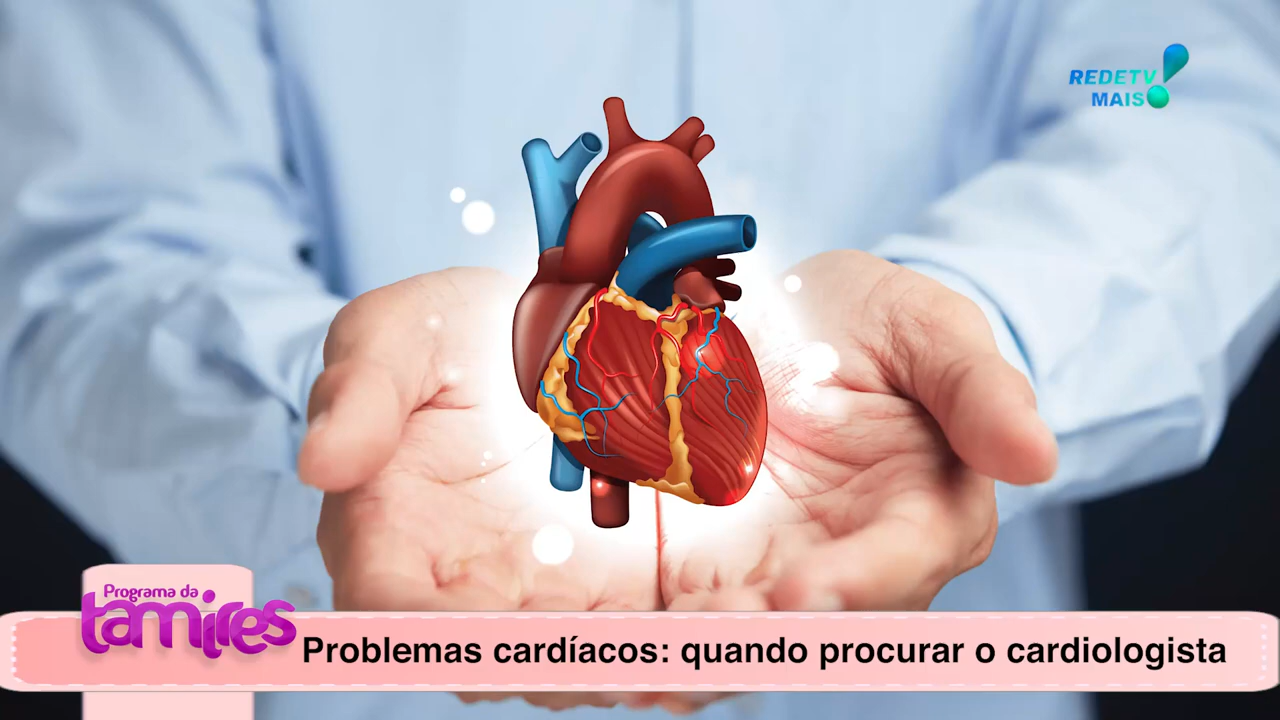 REDETV
MAIS
Programa da
tamires
Problemas cardíacos: quando procurar o cardiologista